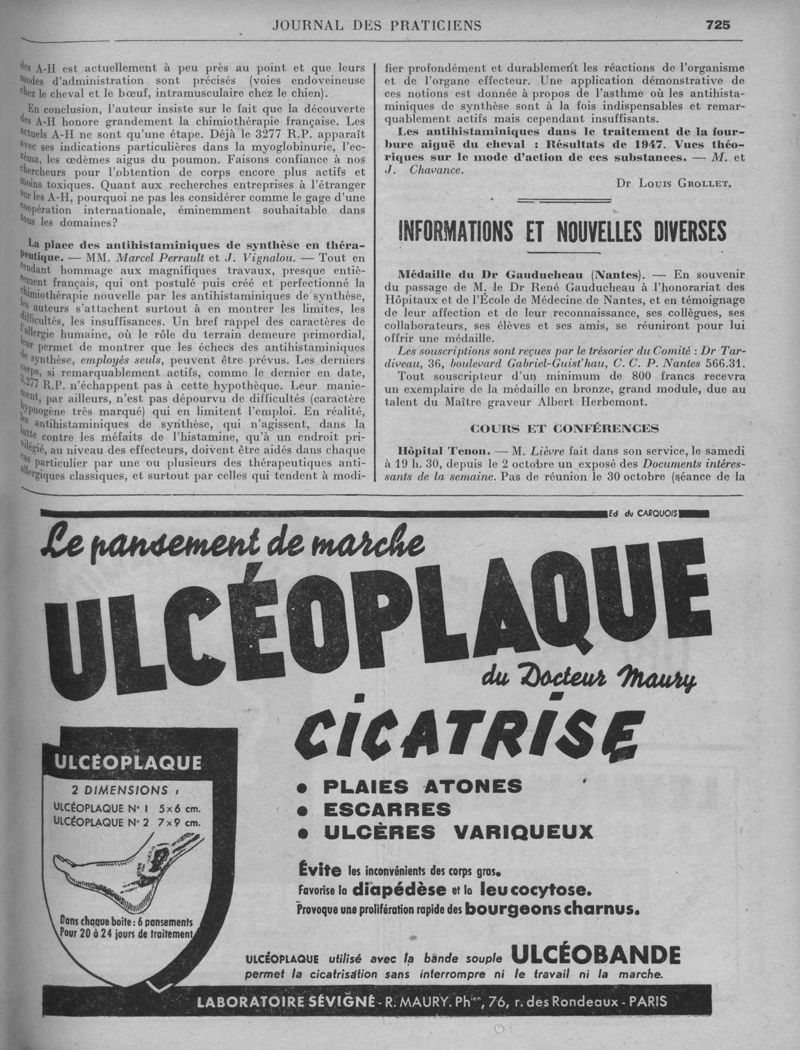 JOURNAL DES PRATICIENS
725
des A-H est actuellement à peu près au point et que leurs
modes d'administration sont précisés (voies endoveineuse
chez le cheval et le bœuf, intramusculaire chez le chien).
En conclusion, l'auteur insiste sur le fait que la découverte
des A-H honore grandement la chimiothérapie française. Les
actuels A-H ne sont qu'une étape. Déjà le 3277 R.P. apparaît
avec ses indications particulières dans la myoglobinurie, l'ec-
zéma, les œdèmes aigus du poumon. Faisons confiance à nos
chercheurs pour l'obtention de corps encore plus actifs et
moins toxiques. Quant aux recherches entreprises à l'étranger
sur les A-H, pourquoi ne pas les considérer comme le gage d'une
coopération internationale, éminemment souhaitable dans
tous les domaines?
La place des antihistaminiques de synthèse en théra-
peutique. — MM. Marcel Perrault et J. Vignalou. — Tout en
rendant hommage aux magnifiques travaux, presque entiè-
rement français, qui ont postulé puis créé et perfectionné la
chimiothérapie nouvelle par les antihistaminiques de synthèse,
les auteurs s'attachent surtout à en montrer les limites, les
difficultés, les insuffisances. Un bref rappel des caractères de
l'allergie humaine, où le rôle du terrain demeure primordial,
leur permet de montrer que les échecs des antihistaminiques
de synthèse, employés seuls, peuvent être prévus. Les derniers
corps, si remarquablement actifs, comme le dernier en date,
3.277 R.P. n'échappent pas à cette hypothèse. Leur manie-
ment, par ailleurs, n'est pas dépourvu de difficultés (caractère
hypnogène très marqué) qui en limitent l'emploi. En réalité,
les antihistaminiques de synthèse, qui n'agissent, dans la
lutte contre les méfaits de l'histamine, qu'à un endroit pri-
vilégié, au niveau des effecteurs, doivent être aidés dans chaque
cas particulier par une ou plusieurs des thérapeutiques anti-
allergiques classiques, et surtout par celles qui tendent à modi-
fier profondément et durablement les réactions de l'organisme
et de l'organe effecteur. Une application démonstrative de
ces notions est donnée à propos de l'asthme où les antihista-
miniques de synthèse sont à la fois indispensables et remar-
quablement actifs mais cependant insuffisants.
Les antihistaminiques dans le traitement de la four-
bure aiguë du cheval : Résultats de 1947. Vues théo-
riques sur le mode d'action de ces substances. — M. et
J. Chavance.
Dr Louis Grollet.
INFORMATIONS ET NOUVELLES DIVERSES
Médaille du Dr Gauducheau (Nantes). — En souvenir
du passage de M. le Dr René Gauducheau à l'honorariat des
Hôpitaux et de l'École de Médecine de Nantes, et en témoignage
de leur affection et de leur reconnaissance, ses collègues, ses
collaborateurs, ses élèves et ses amis, se réuniront pour lui
offrir une médaille.
Les souscriptions sont reçues par le trésorier du Comité : Dr Tar-
diveau, 36, boulevard Gabriel-Guist'hau, C. C. P. Nantes 566.31.
Tout souscripteur d'un minimum de 800 francs recevra
un exemplaire de la médaille en bronze, grand module, due au
talent du Maître graveur Albert Herbemont.
COURS ET CONFÉRENCES
Hôpital Tenon. — M. Lièvre fait dans son service, le samedi
à 19 h. 30, depuis le 2 octobre un exposé des Documents intéres-
sants de la semaine. Pas de réunion le 30 octobre (séance de la
Ed du CARQUOIS
Le pansement de marche
ULCÉOPLAQUE
du Docteur Maury
CICATRISE
• PLAIES ATONES
• ESCARRES
• ULCÈRES VARIQUEUX
Évite les inconvénients des corps gras.
Favorise la diapédèse et la leucocytose.
Provoque une prolifération rapide des bourgeons charnus.
ULCÉOPLAQUE
2 DIMENSIONS :
ULCÉOPLAQUE N° 1 5×6 cm.
ULCÉOPLAQUE N° 2 7×9 cm.
Dans chaque boite : 6 pansements
Pour 20 à 24 jours de traitement
ULCÉOPLAQUE utilisé avec la bande souple ULCÉOBANDE
permet la cicatrisation sans interrompre ni le travail ni la marche.
LABORATOIRE SÉVIGNÉ - R. MAURY. Phien, 76, r. des Rondeaux - PARIS